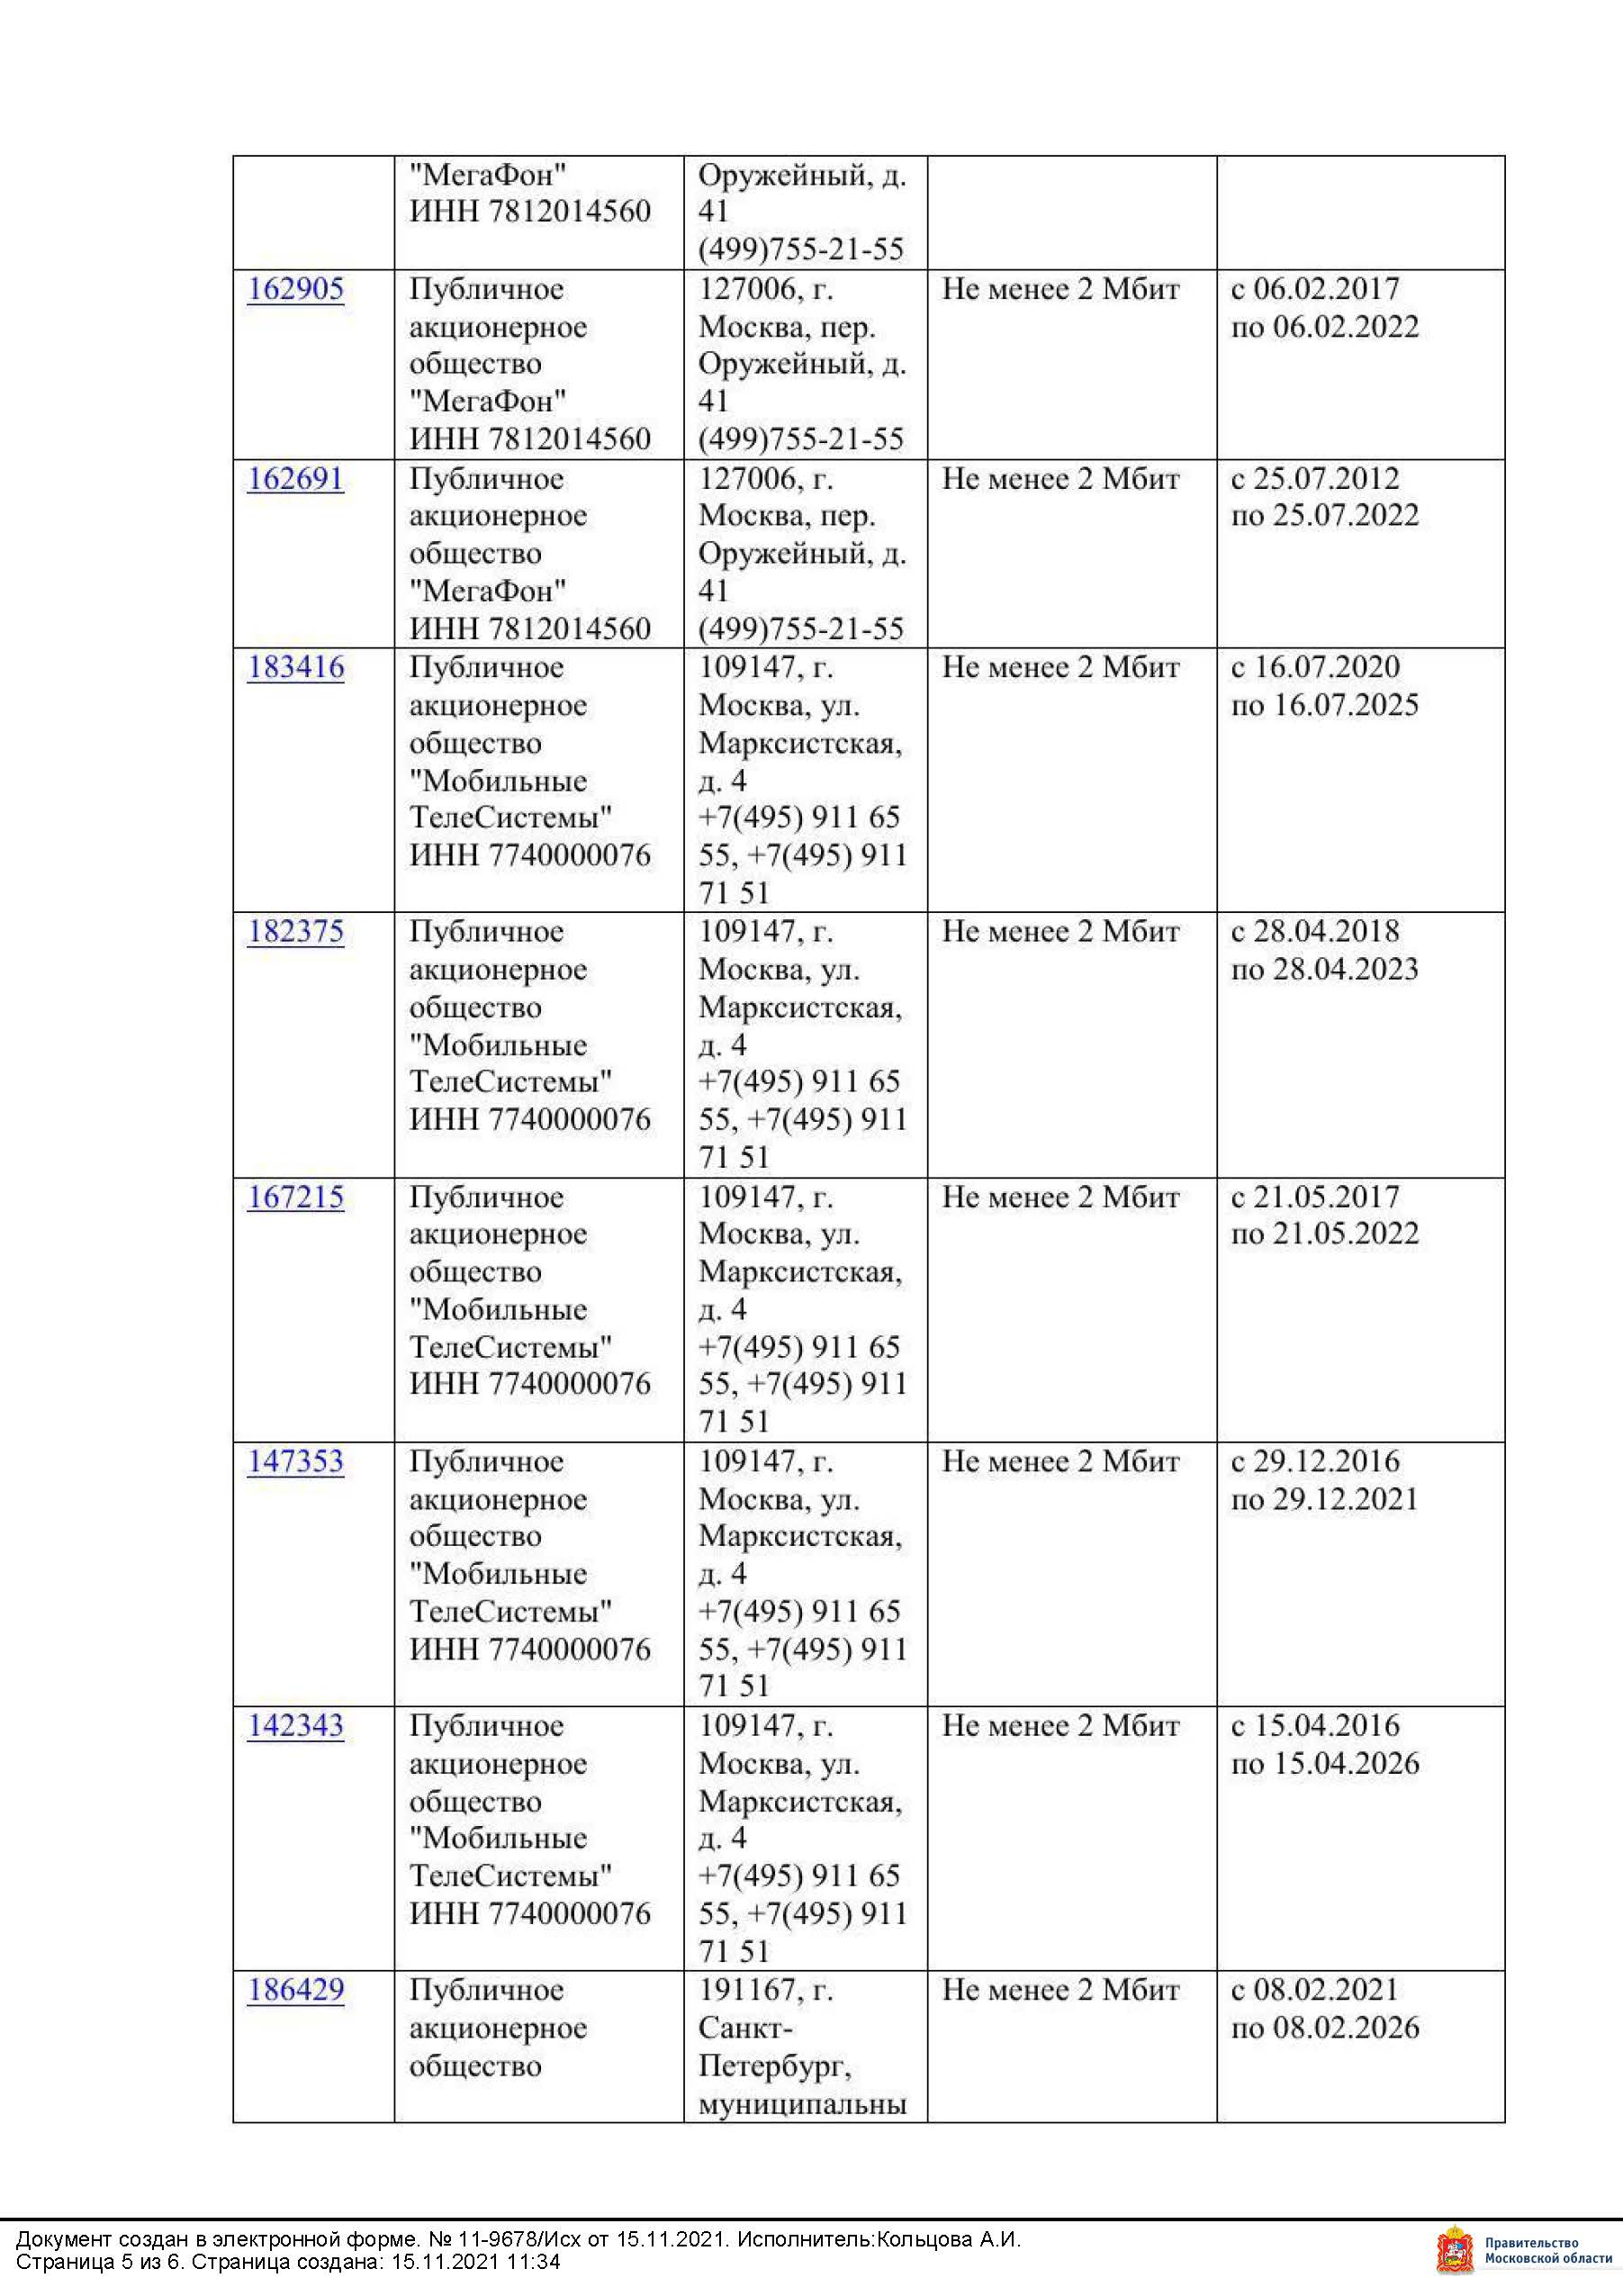 "МегаФон"
ИНН 7812014560
Оружейный, д.
41
(499)755-21-55
162905
Публичное
акционерное
общество
"МегаФон"
ИНН 7812014560
127006, г.
Москва, пер.
Оружейный, д.
41
(499)755-21-55
Не менее 2 Мбит
с 06.02.2017
по 06.02.2022
162691
Публичное
акционерное
общество
"МегаФон"
ИНН 7812014560
127006, г.
Москва, пер.
Оружейный, д.
41
(499)755-21-55
Не менее 2 Мбит
с 25.07.2012
по 25.07.2022
183416
Публичное
акционерное
общество
"Мобильные
ТелеСистемы"
ИНН 7740000076
109147, г.
Москва, ул.
Марксистская,
д. 4
+7(495) 911 65
55, +7(495) 911
71 51
Не менее 2 Мбит
с 16.07.2020
по 16.07.2025
182375
Публичное
акционерное
общество
"Мобильные
ТелеСистемы"
ИНН 7740000076
109147, г.
Москва, ул.
Марксистская,
д. 4
+7(495) 911 65
55, +7(495) 911
71 51
Не менее 2 Мбит
с 28.04.2018
по 28.04.2023
167215
Публичное
акционерное
общество
"Мобильные
ТелеСистемы"
ИНН 7740000076
109147, г.
Москва, ул.
Марксистская,
д. 4
+7(495) 911 65
55, +7(495) 911
71 51
Не менее 2 Мбит
с 21.05.2017
по 21.05.2022
147353
Публичное
акционерное
общество
"Мобильные
ТелеСистемы"
ИНН 7740000076
109147, г.
Москва, ул.
Марксистская,
д. 4
+7(495) 911 65
55, +7(495) 911
71 51
Не менее 2 Мбит
с 29.12.2016
по 29.12.2021
142343
Публичное
акционерное
общество
"Мобильные
ТелеСистемы"
ИНН 7740000076
109147, г.
Москва, ул.
Марксистская,
д. 4
+7(495) 911 65
55, +7(495) 911
71 51
Не менее 2 Мбит
с 15.04.2016
по 15.04.2026
186429
Публичное
акционерное
общество
191167, г.
Санкт-
Петербург,
муниципальны
Не менее 2 Мбит
с 08.02.2021
по 08.02.2026
Документ создан в электронной форме. № 11-9678/Исх от 15.11.2021. Исполнитель:Кольцова А.И.
Страница 5 из 6. Страница создана: 15.11.2021 11:34
Правительство
Московской области